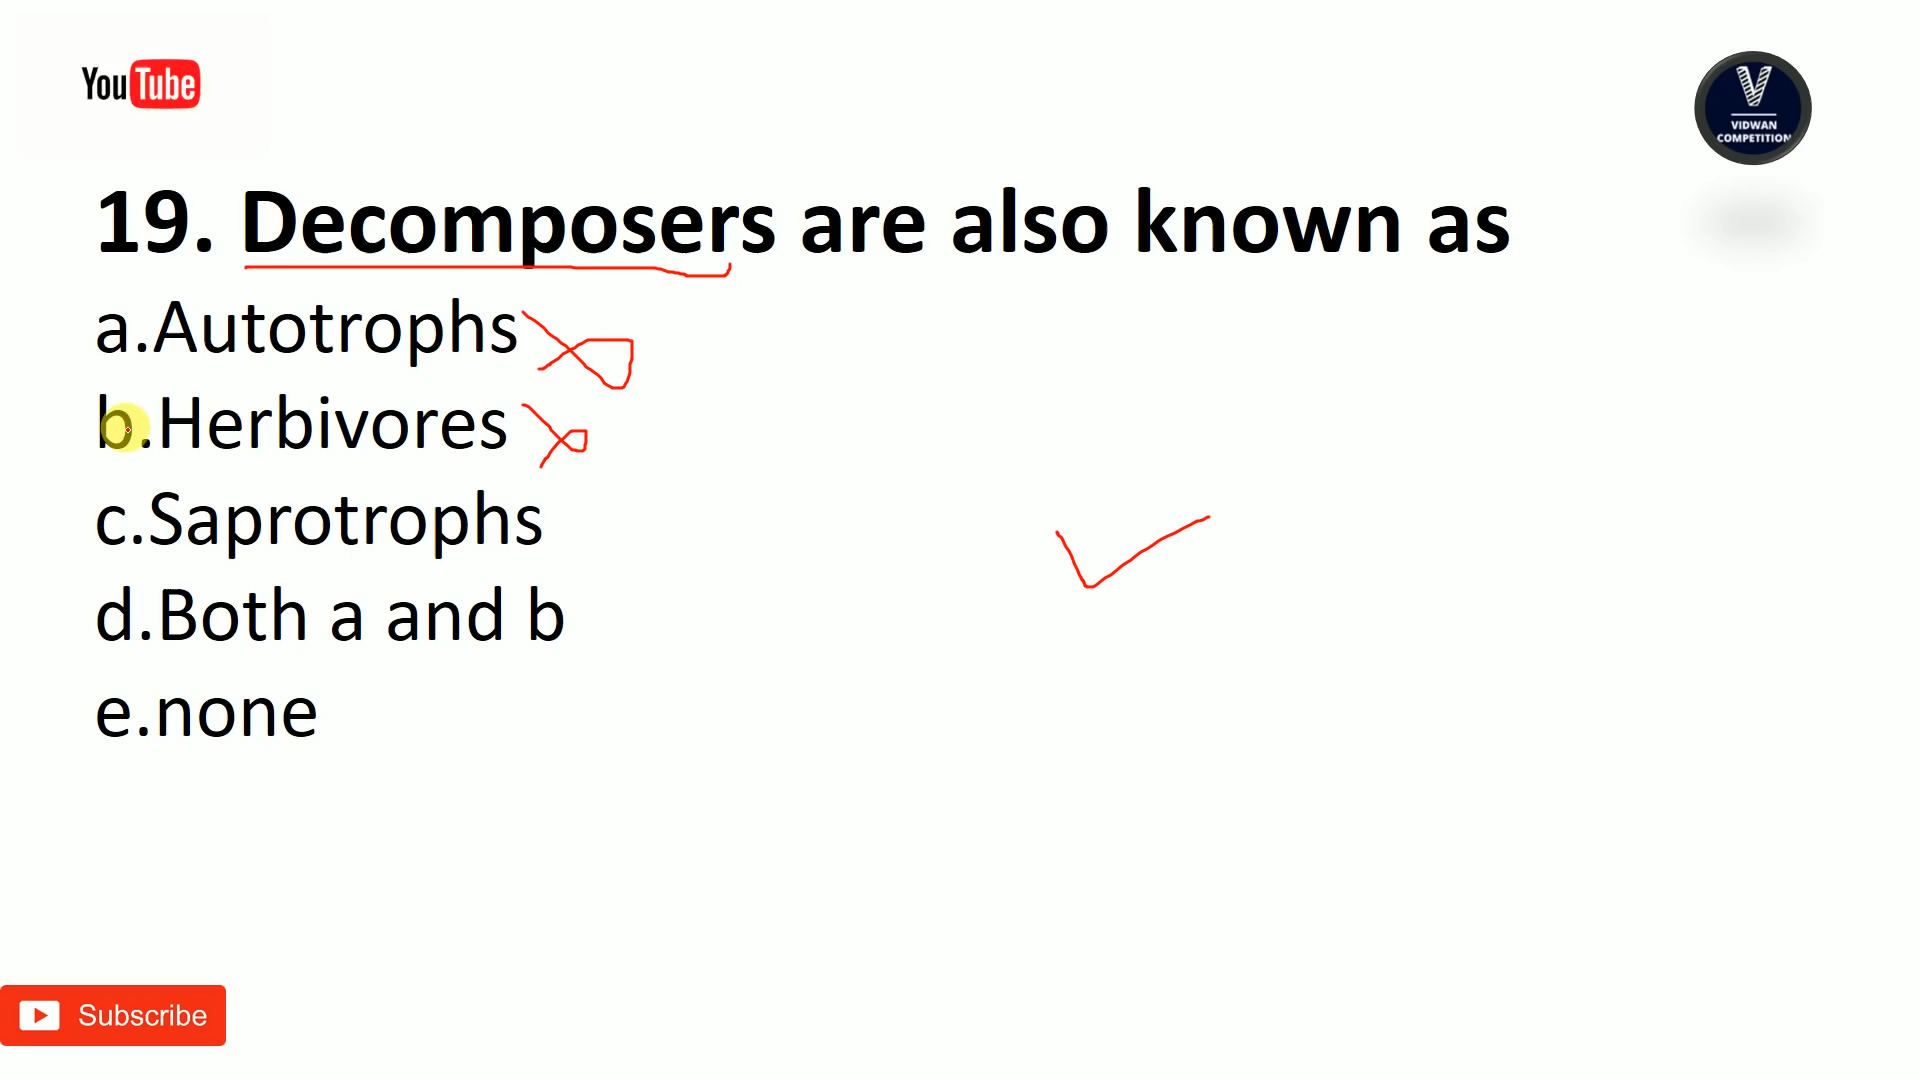 YouTube
VIDWAN
COMPETITION
19. Decomposers are also known as
a.Autotrophs
b.Herbivores
c.Saprotrophs
d.Both a and b
e.none
Subscribe